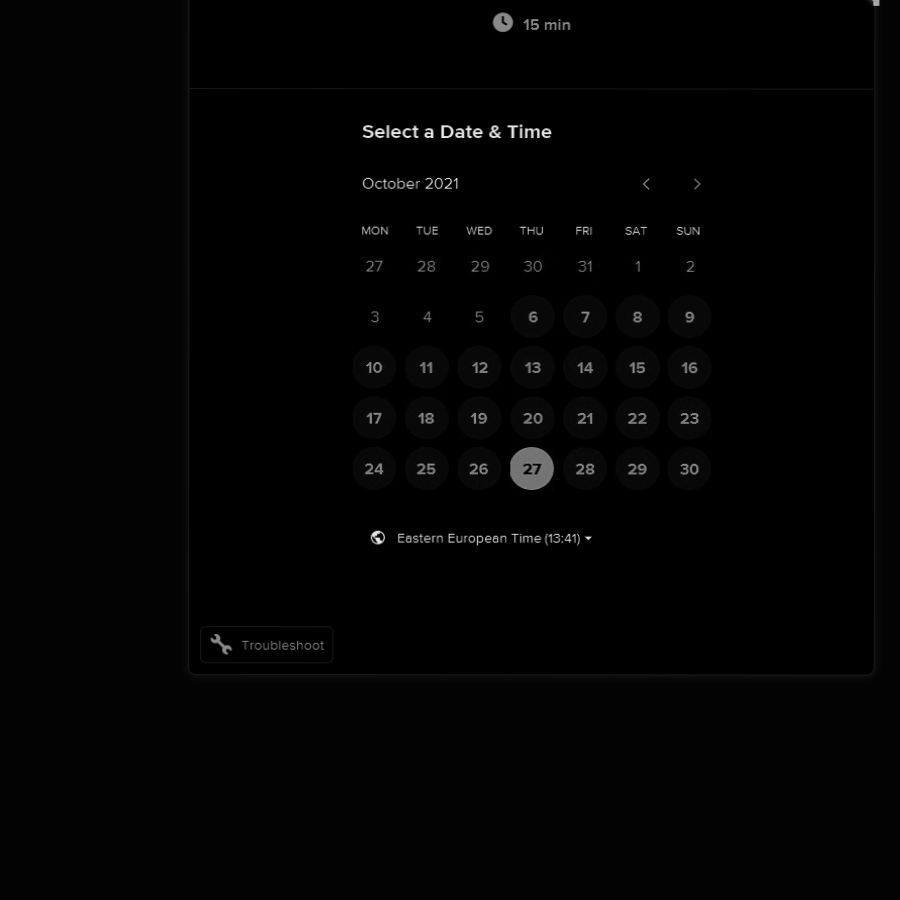 15 min
Select a Date & Time
October 2021
MON TUE WED THU FRI SAT SUN
27 28 29 30 31 1 2
3 4 5 6 7 8 9
10 11 12 13 14 15 16
17 18 19 20 21 22 23
24 25 26 27 28 29 30
Eastern European Time (13:41)
Troubleshoot